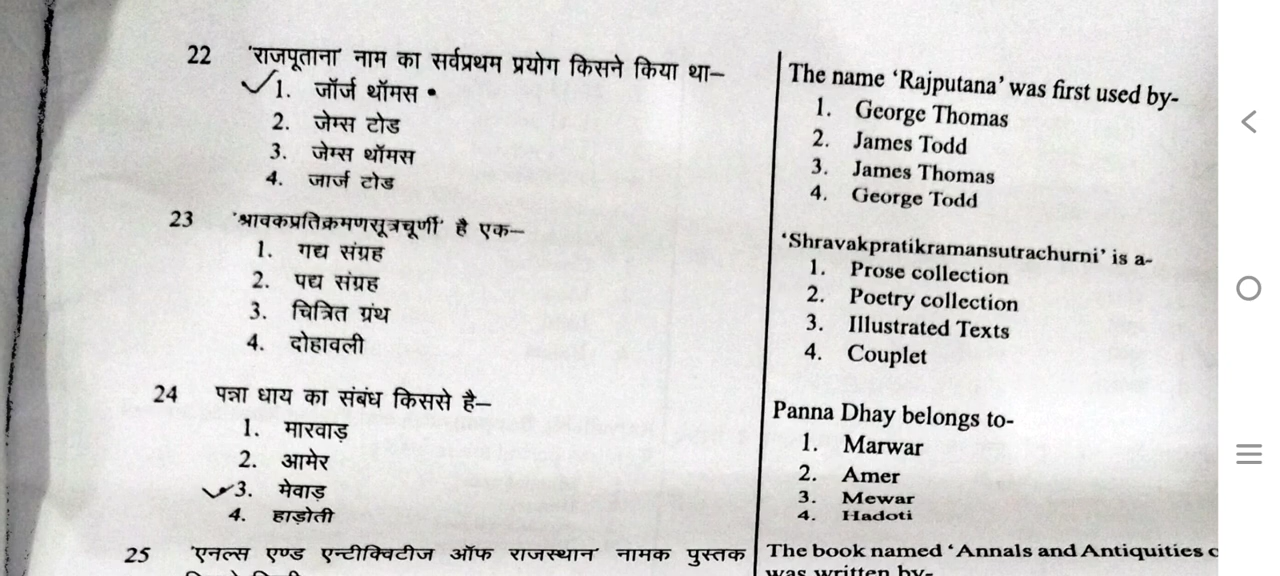 22 'राजपूताना' नाम का सर्वप्रथम प्रयोग किसने किया था–
1. जॉर्ज थॉमस
2. जेम्स टोड
3. जेम्स थॉमस
4. जार्ज टोड
23 'श्रावकप्रतिक्रमणसूत्रचूर्णी' है एक–
1. गद्य संग्रह
2. पद्य संग्रह
3. चित्रित ग्रंथ
4. दोहावली
24 पन्ना धाय का संबंध किससे है–
1. मारवाड़
2. आमेर
3. मेवाड़
4. हाड़ोती
25 'एनल्स एण्ड एन्टीक्विटीज ऑफ राजस्थान' नामक पुस्तक
The name 'Rajputana' was first used by-
1. George Thomas
2. James Todd
3. James Thomas
4. George Todd
'Shravakpratikramansutrachurni' is a-
1. Prose collection
2. Poetry collection
3. Illustrated Texts
4. Couplet
Panna Dhay belongs to-
1. Marwar
2. Amer
3. Mewar
4. Hadoti
The book named 'Annals and Antiquities
was written by-